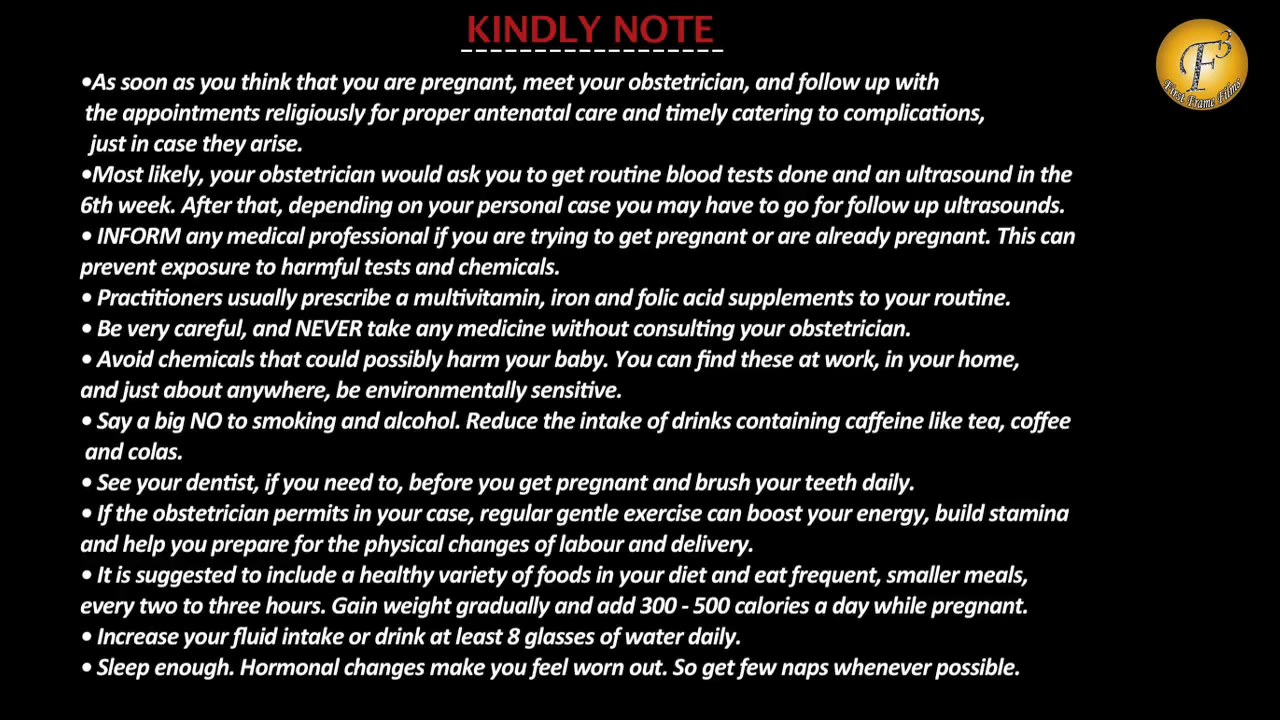 KINDLY NOTE
•As soon as you think that you are pregnant, meet your obstetrician, and follow up with
the appointments religiously for proper antenatal care and timely catering to complications,
just in case they arise.
•Most likely, your obstetrician would ask you to get routine blood tests done and an ultrasound in the
6th week. After that, depending on your personal case you may have to go for follow up ultrasounds.
• INFORM any medical professional if you are trying to get pregnant or are already pregnant. This can
prevent exposure to harmful tests and chemicals.
• Practitioners usually prescribe a multivitamin, iron and folic acid supplements to your routine.
• Be very careful, and NEVER take any medicine without consulting your obstetrician.
• Avoid chemicals that could possibly harm your baby. You can find these at work, in your home,
and just about anywhere, be environmentally sensitive.
• Say a big NO to smoking and alcohol. Reduce the intake of drinks containing caffeine like tea, coffee
and colas.
• See your dentist, if you need to, before you get pregnant and brush your teeth daily.
• If the obstetrician permits in your case, regular gentle exercise can boost your energy, build stamina
and help you prepare for the physical changes of labour and delivery.
• It is suggested to include a healthy variety of foods in your diet and eat frequent, smaller meals,
every two to three hours. Gain weight gradually and add 300 - 500 calories a day while pregnant.
• Increase your fluid intake or drink at least 8 glasses of water daily.
• Sleep enough. Hormonal changes make you feel worn out. So get few naps whenever possible.
F3
First Frame Films